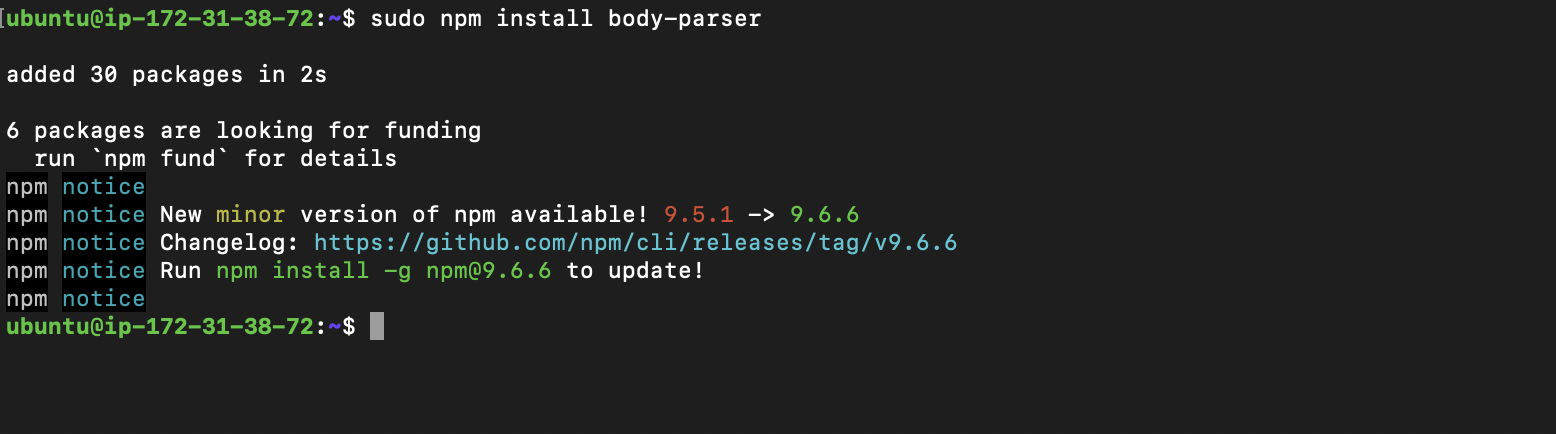 ubuntu@ip-172-31-38-72:~$ sudo npm install body-parser
added 30 packages in 2s
6 packages are looking for funding
run `npm fund` for details
npm notice
npm notice New minor version of npm available! 9.5.1 -> 9.6.6
npm notice Changelog: https://github.com/npm/cli/releases/tag/v9.6.6
npm notice Run npm install -g npm@9.6.6 to update!
npm notice
ubuntu@ip-172-31-38-72:~$